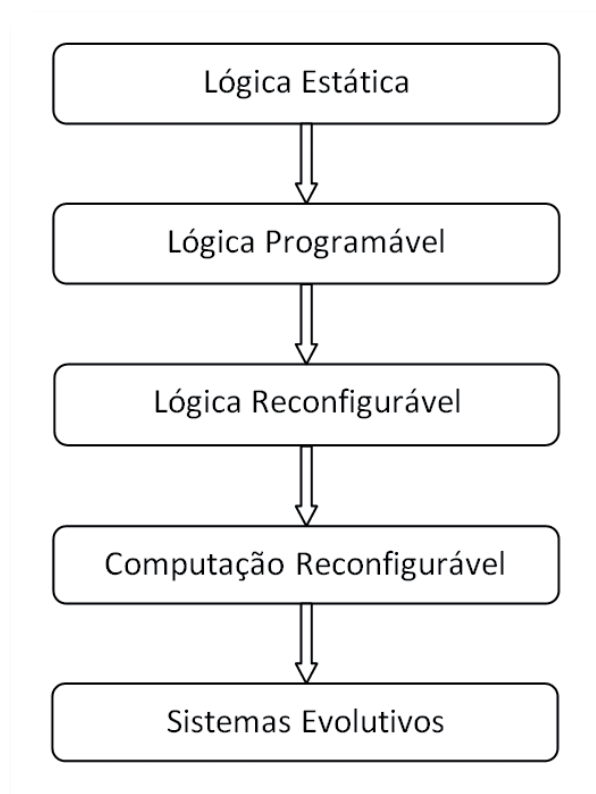 Lógica Estática
Lógica Programável
Lógica Reconfigurável
Computação Reconfigurável
Sistemas Evolutivos